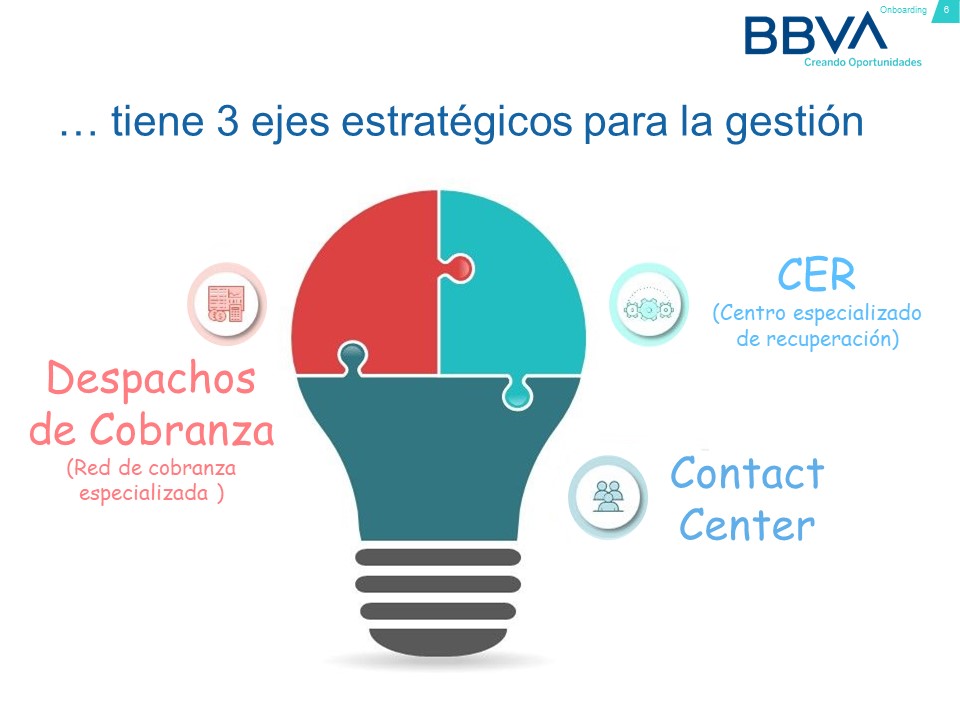 Onboarding 6
BBVA
Creando Oportunidades
… tiene 3 ejes estratégicos para la gestión
CER
(Centro especializado
de recuperación)
Despachos
de Cobranza
(Red de cobranza
especializada )
Contact
Center